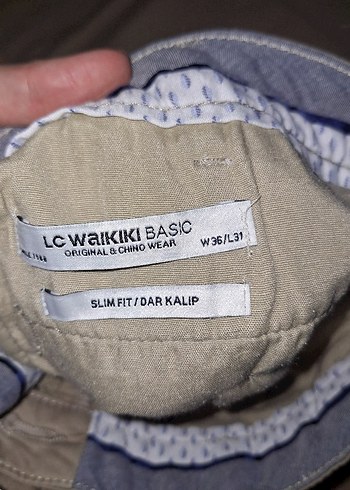 LC WAIKIKI BASIC
ORIGINAL & CHINO WEAR
W36/L31
SLIM FIT / DAR KALIP